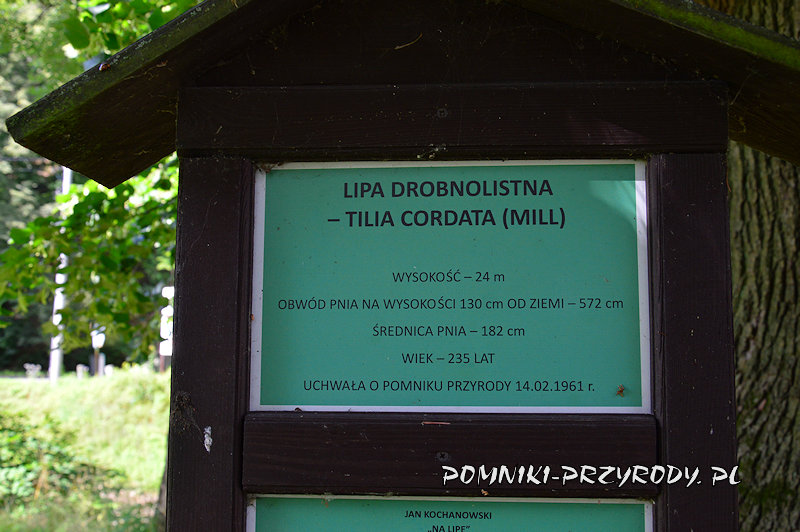 LIPA DROBNOLISTNA
– TILIA CORDATA (MILL)
WYSOKOŚĆ – 24 m
OBWÓD PNIA NA WYSOKOŚCI 130 cm OD ZIEMI – 572 cm
ŚREDNICA PNIA – 182 cm
WIEK – 235 LAT
UCHWAŁA O POMNIKU PRZYRODY 14.02.1961 r.
POMNIKI-PRZYRODY.PL
JAN KOCHANOWSKI
„NA LIPĘ”